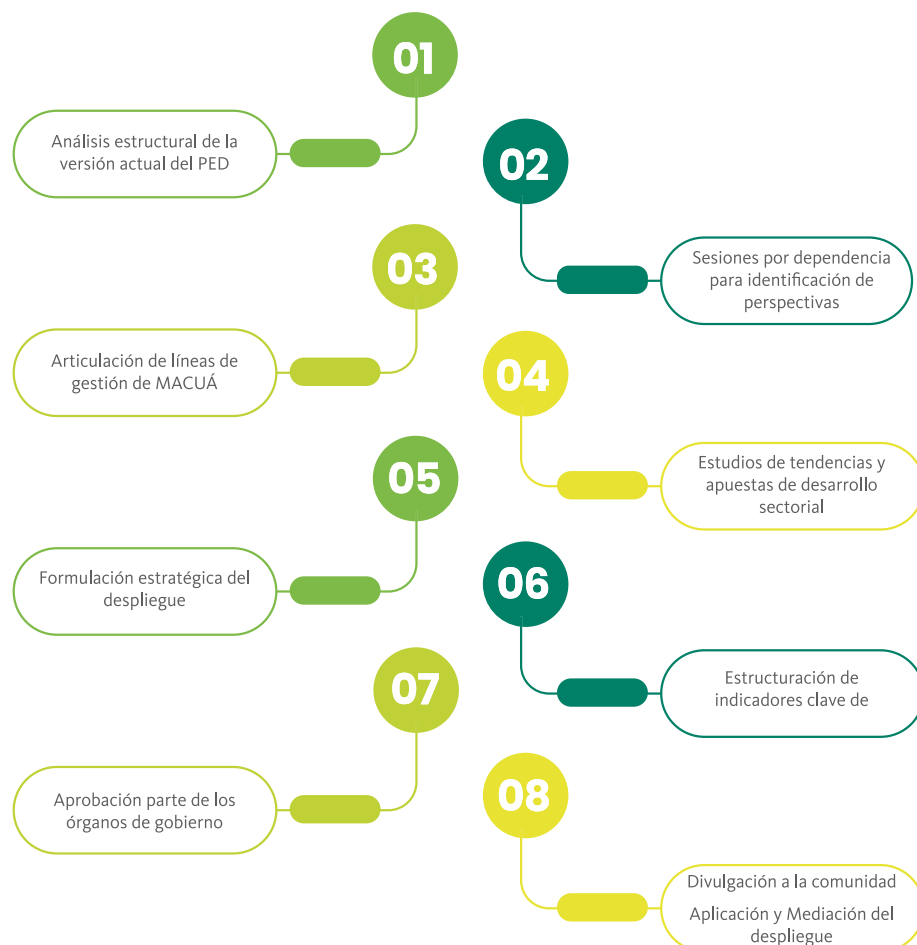 01
Análisis estructural de la
versión actual del PED
02
Sesiones por dependencia
para identificación de
perspectivas
03
Articulación de líneas de
gestión de MACUÁ
04
Estudios de tendencias y
apuestas de desarrollo
sectorial
05
Formulación estratégica del
despliegue
06
Estructuración de
indicadores clave de
07
Aprobación parte de los
órganos de gobierno
08
Divulgación a la comunidad
Aplicación y Mediación del
despliegue